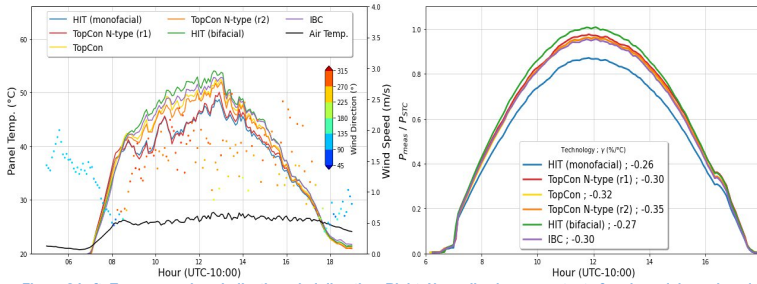 HIT (monofacial)
TopCon N-type (r1)
TopCon
TopCon N-type (r2)
HIT (bifacial)
IBC
Air Temp.
Panel Temp. (°C)
60
50
40
30
20
06
08
10
12
14
16
18
Hour (UTC-10:00)
315
270
225
180
135
90
45
Wind Direction (°)
4.0
3.5
3.0
2.5
2.0
1.5
1.0
0.5
0.0
Wind Speed (m/s)
Pmeas / PSTC
1.0
0.8
0.6
0.4
0.2
0.0
Technology ; γ (%/°C)
HIT (monofacial) ; -0.26
TopCon N-type (r1) ; -0.30
TopCon ; -0.32
TopCon N-type (r2) ; -0.35
HIT (bifacial) ; -0.27
IBC ; -0.30
6
8
10
12
14
16
Hour (UTC-10:00)